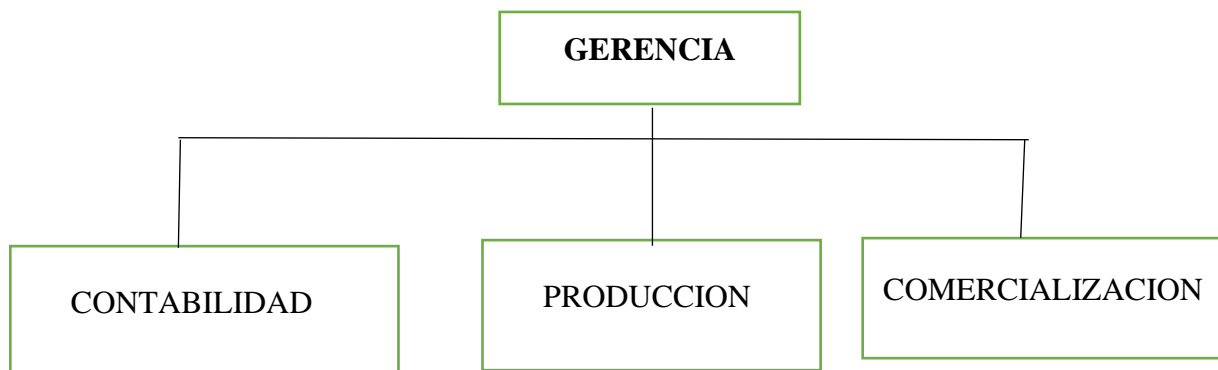 GERENCIA
CONTABILIDAD
PRODUCCION
COMERCIALIZACION